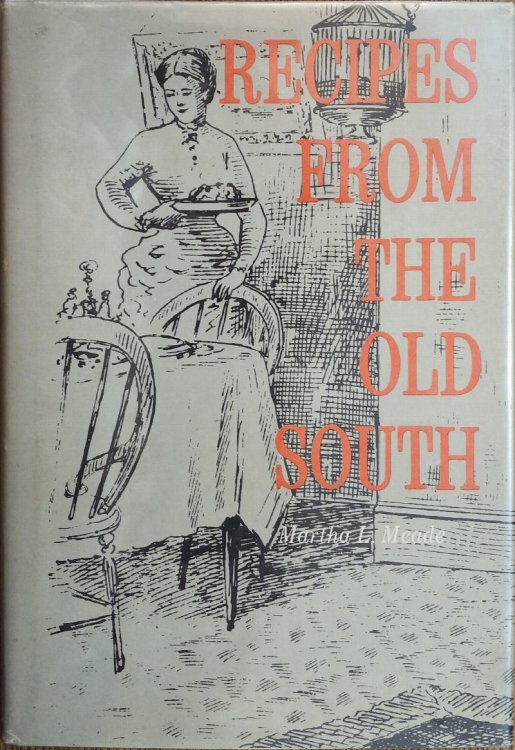 RECIPES
FROM
THE
OLD
SOUTH
Martha L. Meade